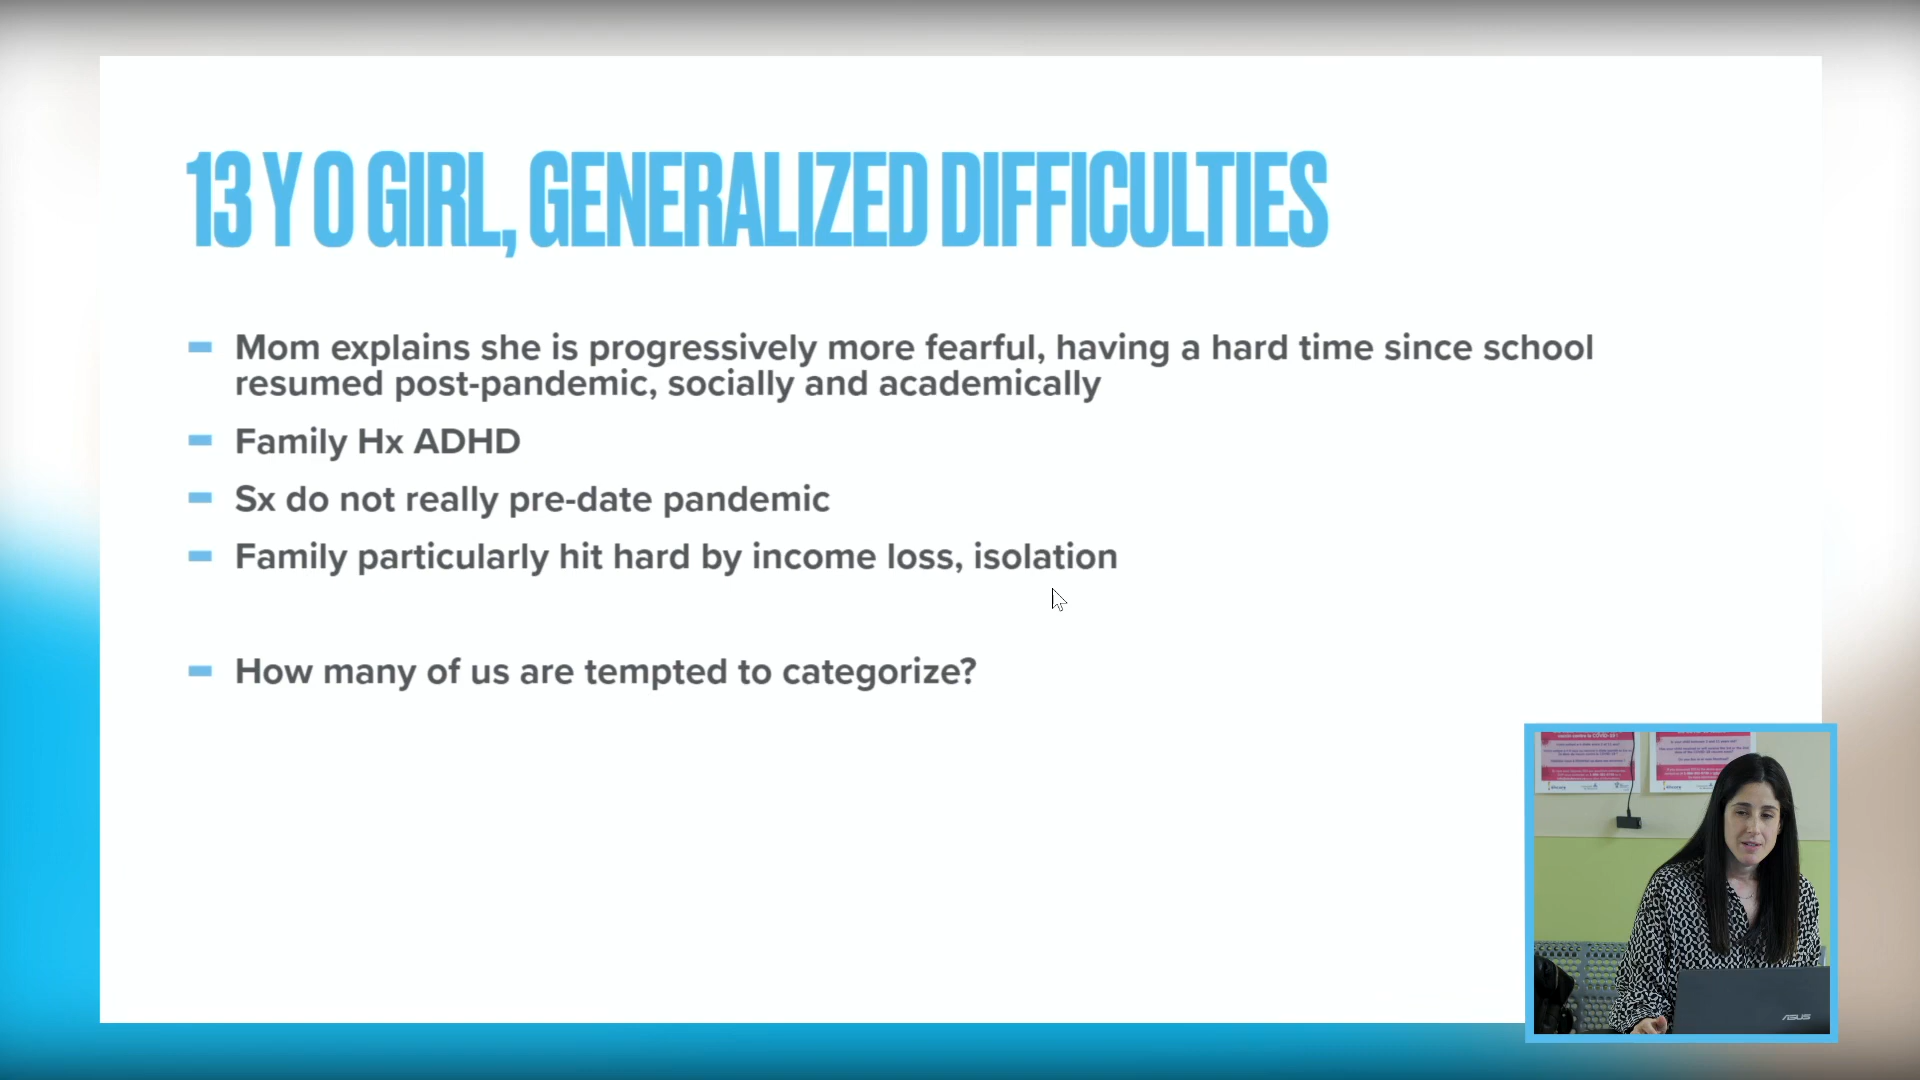 13 Y O GIRL, GENERALIZED DIFFICULTIES
Mom explains she is progressively more fearful, having a hard time since school
resumed post-pandemic, socially and academically
Family Hx ADHD
Sx do not really pre-date pandemic
Family particularly hit hard by income loss, isolation
How many of us are tempted to categorize?
ASUS